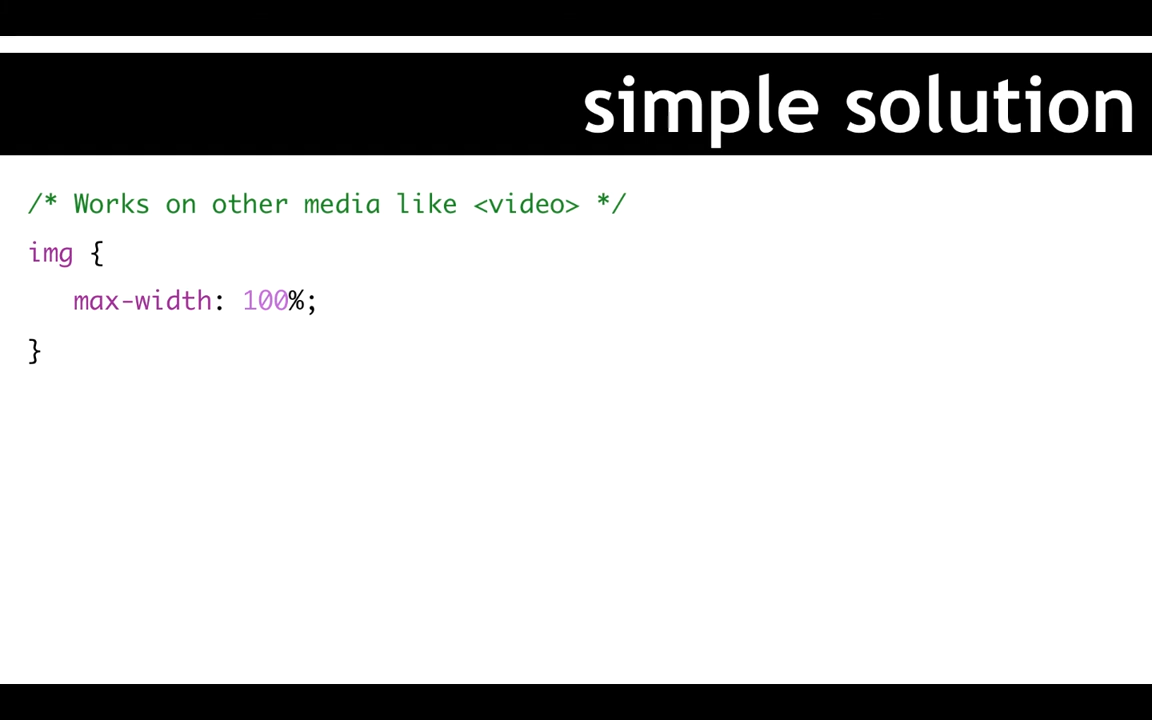 simple solution
/* Works on other media like <video> */
img {
   max-width: 100%;
}